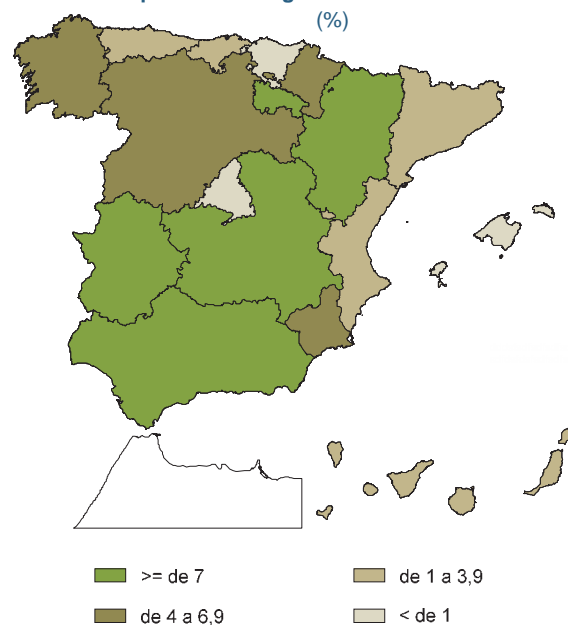 (%)
>= de 7
de 1 a 3,9
de 4 a 6,9
< de 1